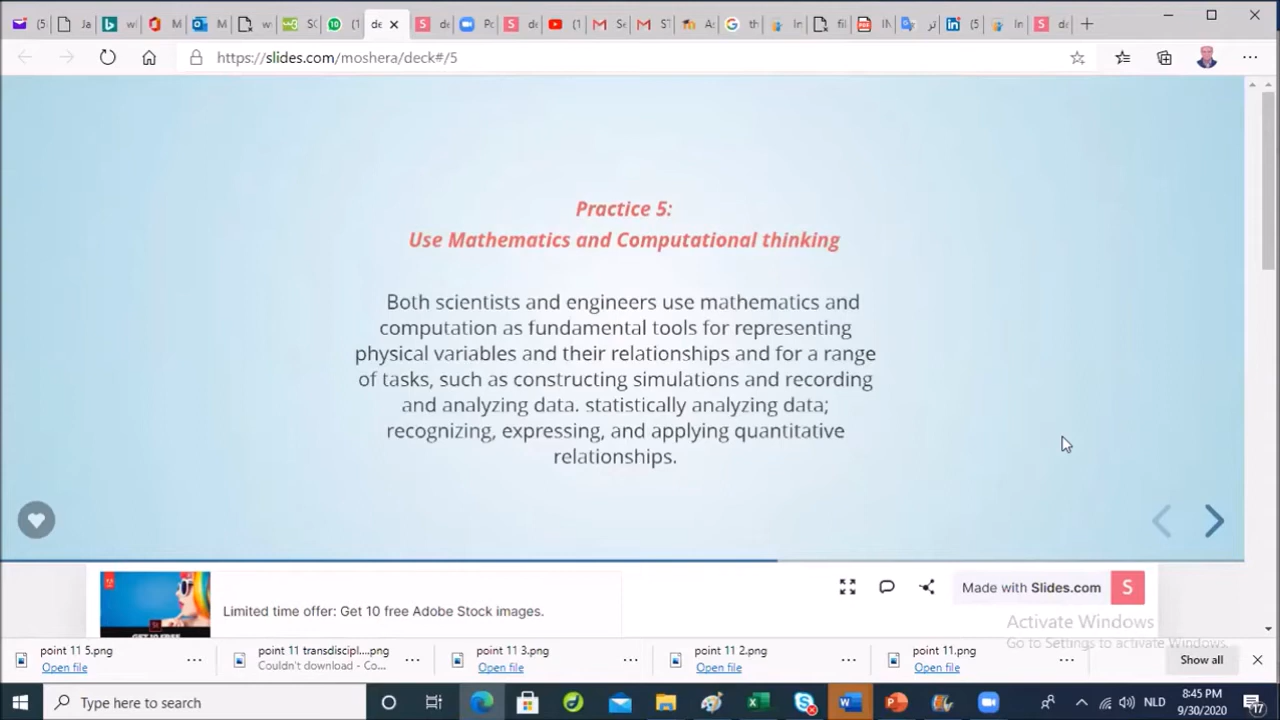 https://slides.com/moshera/deck#/5
Practice 5:
Use Mathematics and Computational thinking
Both scientists and engineers use mathematics and
computation as fundamental tools for representing
physical variables and their relationships and for a range
of tasks, such as constructing simulations and recording
and analyzing data. statistically analyzing data;
recognizing, expressing, and applying quantitative
relationships.
Limited time offer: Get 10 free Adobe Stock images.
Made with Slides.com
S
Activate Windows
Go to Settings to activate Windows.
point 11 5.png
Open file
point 11 transdiscipl....png
Couldn't download - Co...
point 11 3.png
Open file
point 11 2.png
Open file
point 11.png
Open file
Show all
Type here to search
NLD
8:45 PM
9/30/2020
17